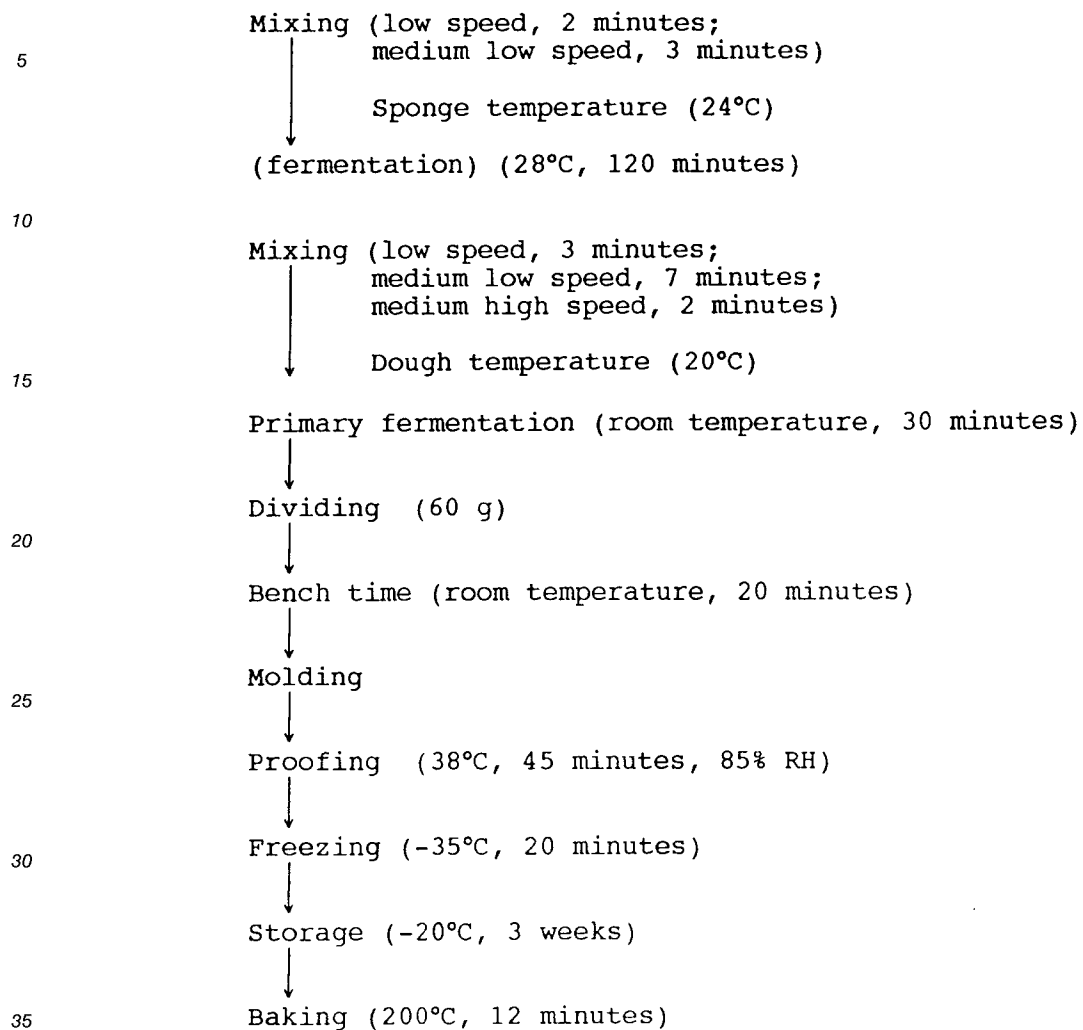 Mixing (low speed, 2 minutes;
5 medium low speed, 3 minutes)
Sponge temperature (24°C)
(fermentation) (28°C, 120 minutes)
10
Mixing (low speed, 3 minutes;
medium low speed, 7 minutes;
medium high speed, 2 minutes)
Dough temperature (20°C)
15
Primary fermentation (room temperature, 30 minutes)
Dividing (60 g)
20
Bench time (room temperature, 20 minutes)
Molding
25
Proofing (38°C, 45 minutes, 85% RH)
30 Freezing (-35°C, 20 minutes)
Storage (-20°C, 3 weeks)
35 Baking (200°C, 12 minutes)